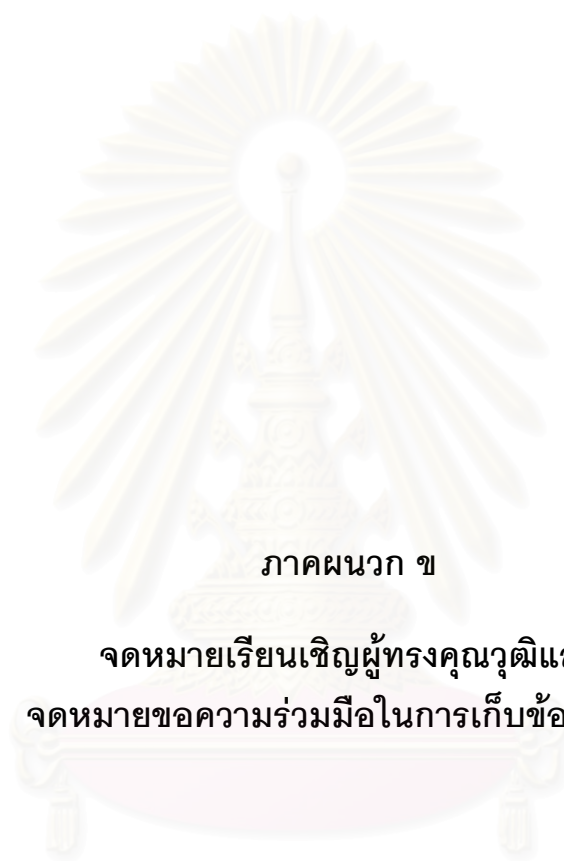 ภาคผนวก ข
จดหมายเรียนเชิญผู้ทรงคุณวุฒิแ
จดหมายขอความร่วมมือในการเก็บข้อ